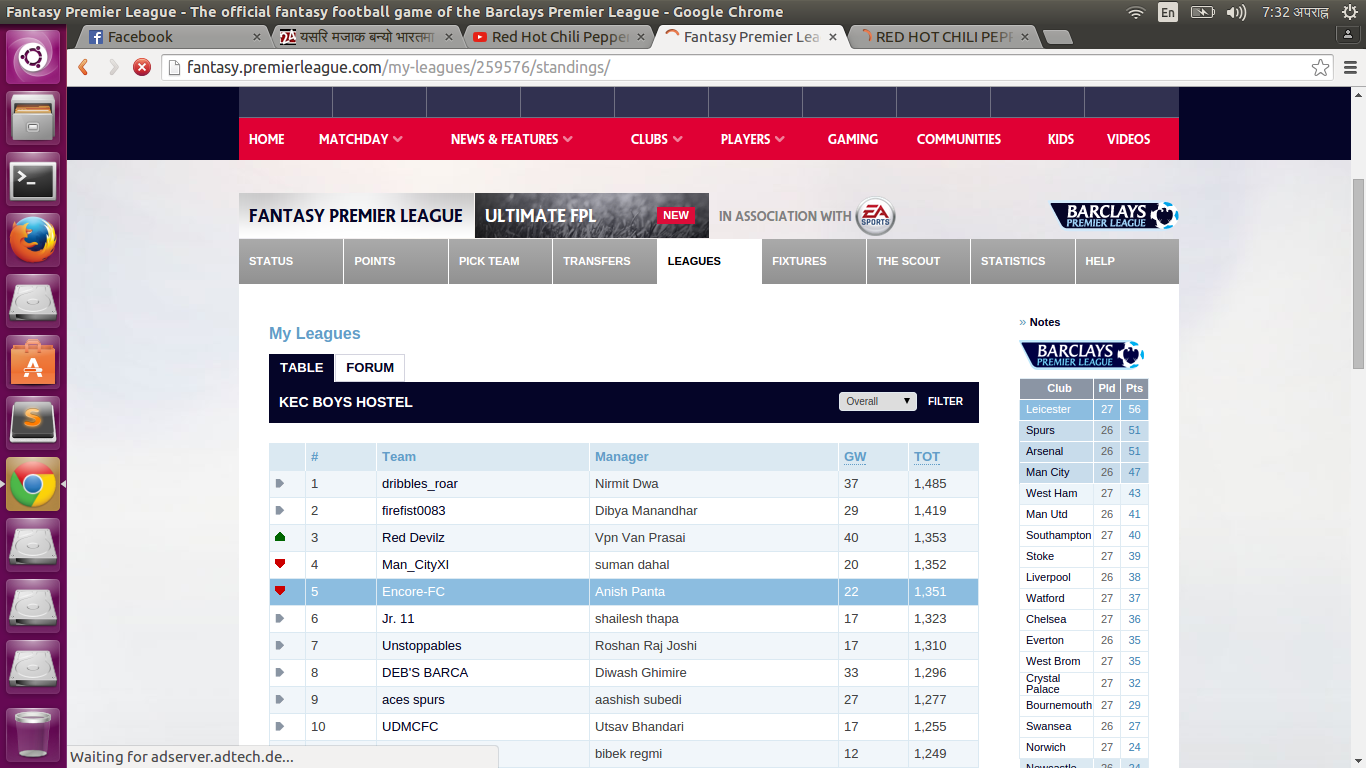 Fantasy Premier League - The official fantasy football game of the Barclays Premier League - Google Chrome
En
7:32 अपराह्न
Facebook
यसरि मजाक बन्यो भारतमा
Red Hot Chili Pepper
Fantasy Premier Lea
RED HOT CHILI PEPP
fantasy.premierleague.com/my-leagues/259576/standings/
HOME MATCHDAY NEWS & FEATURES CLUBS PLAYERS GAMING COMMUNITIES KIDS VIDEOS
FANTASY PREMIER LEAGUE
ULTIMATE FPL NEW
IN ASSOCIATION WITH EA SPORTS
BARCLAYS PREMIER LEAGUE
STATUS POINTS PICK TEAM TRANSFERS LEAGUES FIXTURES THE SCOUT STATISTICS HELP
My Leagues
TABLE FORUM
KEC BOYS HOSTEL Overall FILTER
# Team Manager GW TOT
1 dribbles_roar Nirmit Dwa 37 1,485
2 firefist0083 Dibya Manandhar 29 1,419
3 Red Devilz Vpn Van Prasai 40 1,353
4 Man_CityXI suman dahal 20 1,352
5 Encore-FC Anish Panta 22 1,351
6 Jr. 11 shailesh thapa 17 1,323
7 Unstoppables Roshan Raj Joshi 17 1,310
8 DEB'S BARCA Diwash Ghimire 33 1,296
9 aces spurs aashish subedi 27 1,277
10 UDMCFC Utsav Bhandari 17 1,255
bibek regmi 12 1,249
» Notes
BARCLAYS
PREMIER LEAGUE
Club Pld Pts
Leicester 27 56
Spurs 26 51
Arsenal 26 51
Man City 26 47
West Ham 27 43
Man Utd 26 41
Southampton 27 40
Stoke 27 39
Liverpool 26 38
Watford 27 37
Chelsea 27 36
Everton 26 35
West Brom 27 35
Crystal
Palace 27 32
Bournemouth 27 29
Swansea 26 27
Norwich 27 24
Newcastle 26 24
Waiting for adserver.adtech.de...